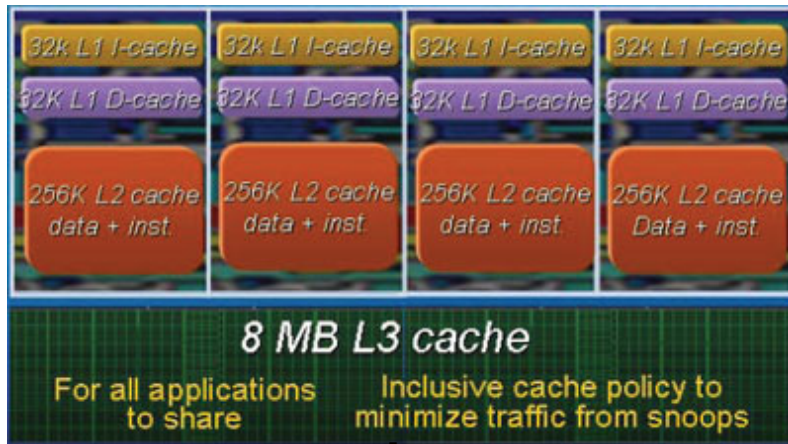 32k L1 I-cache
32k L1 I-cache
32k L1 I-cache
32k L1 I-cache
32K L1 D-cache
32K L1 D-cache
32K L1 D-cache
32K L1 D-cache
256K L2 cache
data + inst.
256K L2 cache
data + inst.
256K L2 cache
data + inst.
256K L2 cache
Data + inst.
8 MB L3 cache
For all applications
to share
Inclusive cache policy to
minimize traffic from snoops